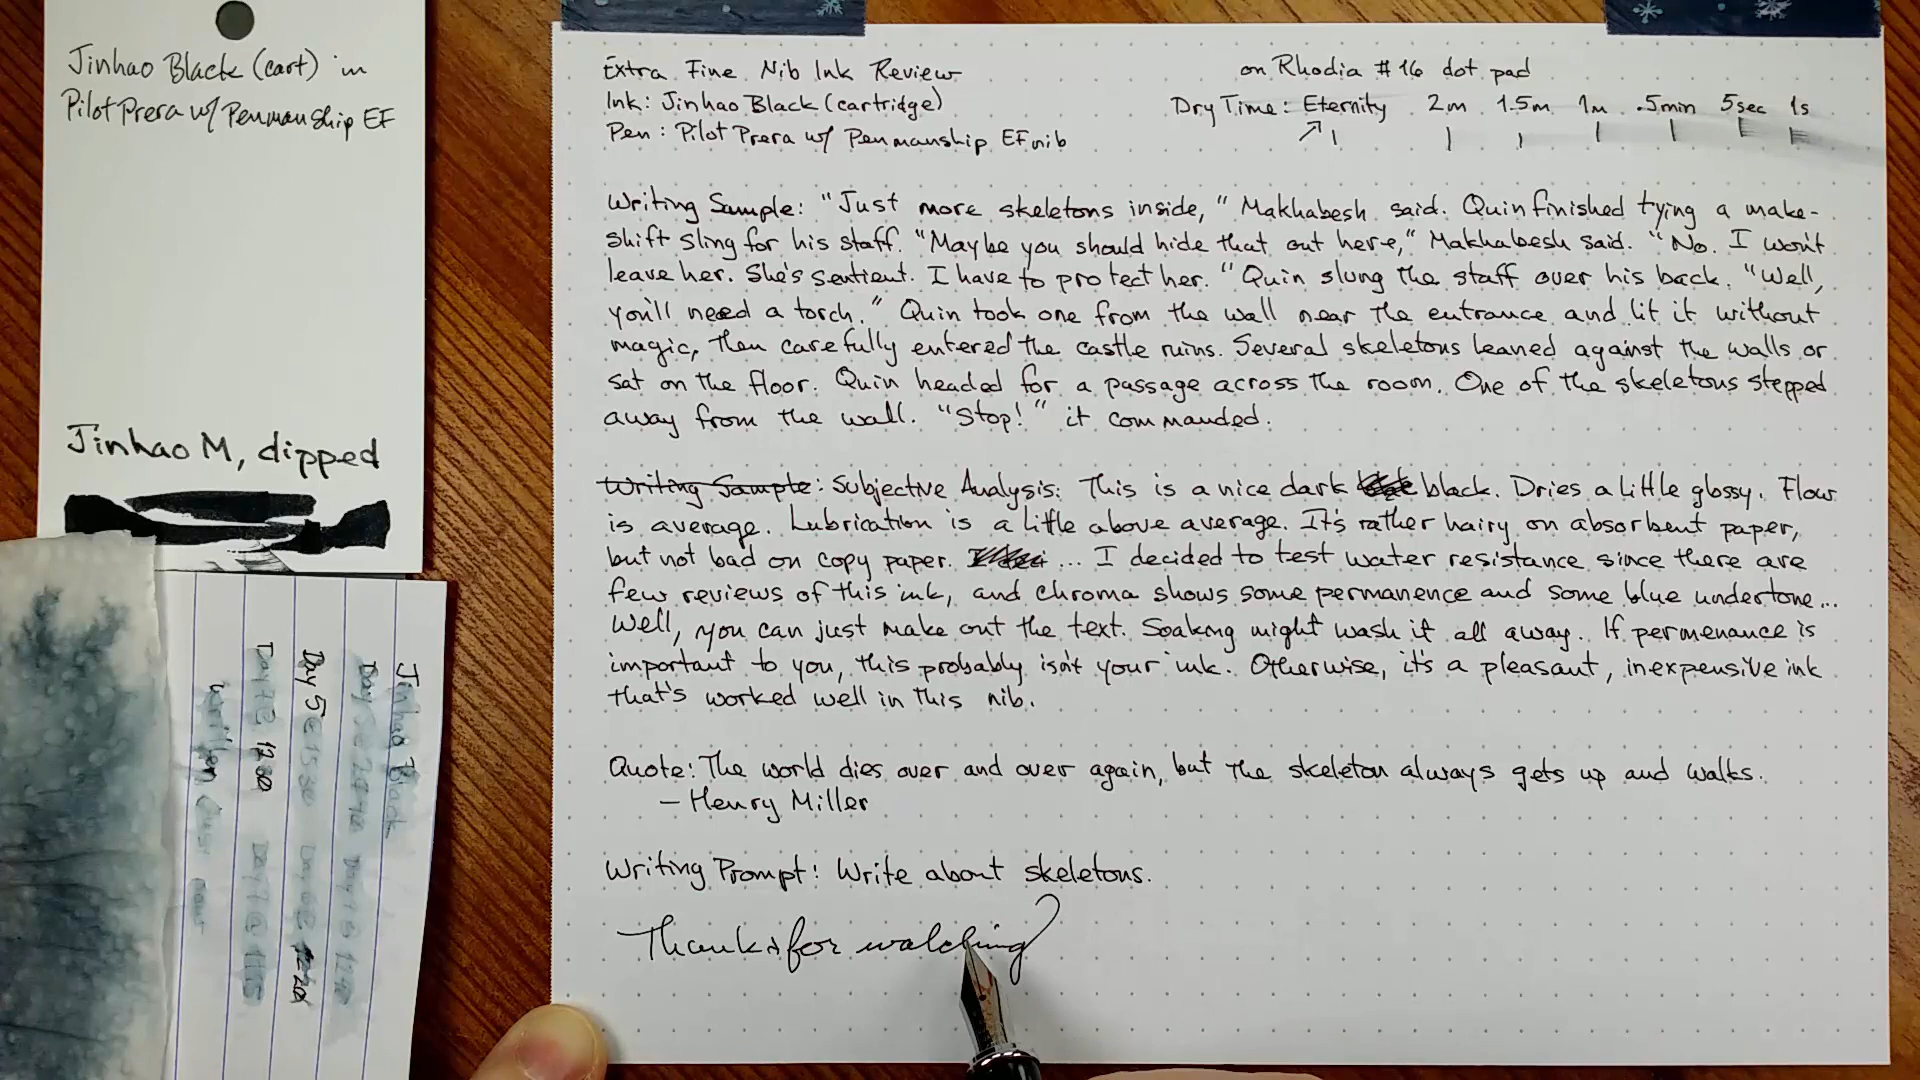 Jinhao Black (cart) in
Pilot Prera w/ Penmanship EF
Jinhao M, dipped
Extra Fine Nib Ink Review
Ink: Jinhao Black (cartridge)
Pen: Pilot Prera w/ Penmanship EF nib
on Rhodia #16 dot pad
Dry Time: Eternity 2m 1.5m 1m .5min 5sec 1s
Writing Sample: "Just more skeletons inside," Makhabesh said. Quin finished tying a make-
shift sling for his staff. "Maybe you should hide that out here," Makhabesh said. "No. I won't
leave her. She's sentient. I have to protect her." Quin slung the staff over his back. "Well,
you'll need a torch." Quin took one from the wall near the entrance and lit it without
magic, then carefully entered the castle ruins. Several skeletons leaned against the walls or
sat on the floor. Quin headed for a passage across the room. One of the skeletons stepped
away from the wall. "Stop!" it commanded.
Writing Sample: Subjective Analysis: This is a nice dark black. Dries a little glossy. Flow
is average. Lubrication is a little above average. It's rather hairy on absorbent paper,
but not bad on copy paper. ... I decided to test water resistance since there are
few reviews of this ink, and chroma shows some permanence and some blue undertone...
Well, you can just make out the text. Soaking might wash it all away. If permenance is
important to you, this probably isn't your ink. Otherwise, it's a pleasant, inexpensive ink
that's worked well in this nib.
Quote: The world dies over and over again, but the skeleton always gets up and walks.
- Henry Miller
Writing Prompt: Write about skeletons.
Thanks for watching
Jinhao Black
Day 5
written